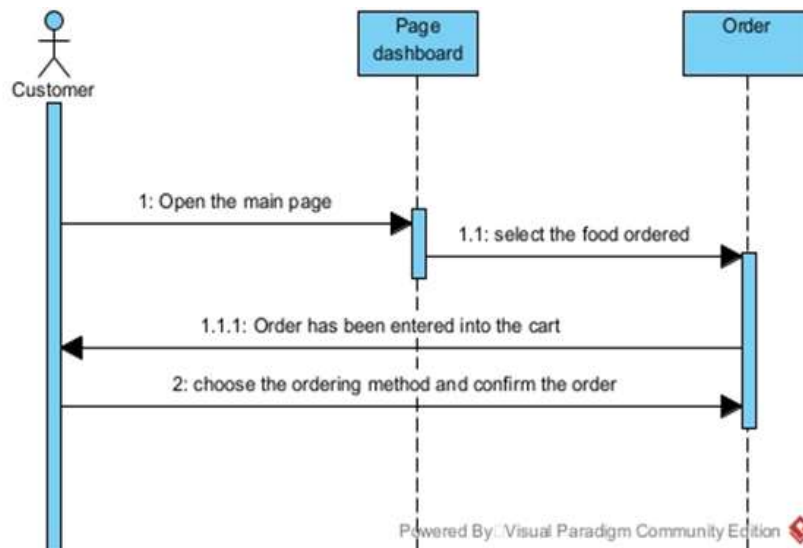 Page
dashboard
Order
Customer
1: Open the main page
1.1: select the food ordered
1.1.1: Order has been entered into the cart
2: choose the ordering method and confirm the order
Powered By Visual Paradigm Community Edition